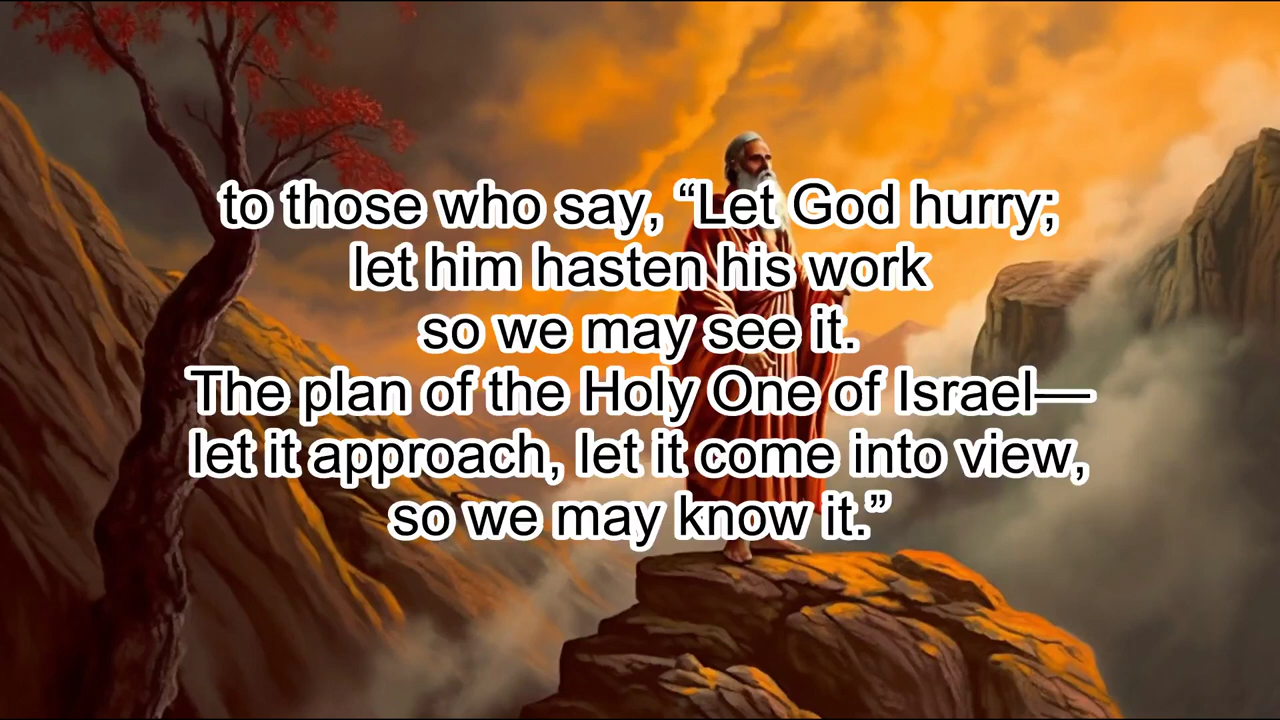 to those who say, “Let God hurry;
let him hasten his work
so we may see it.
The plan of the Holy One of Israel—
let it approach, let it come into view,
so we may know it.”